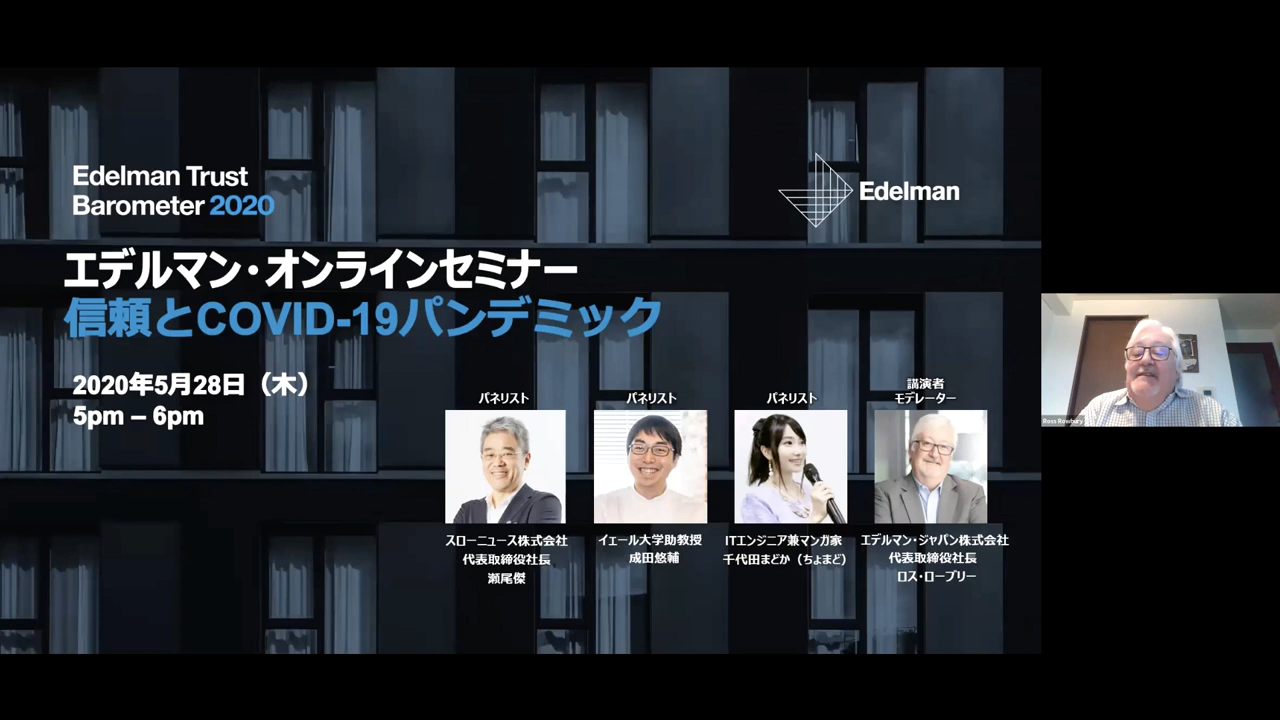 Edelman Trust
Barometer 2020
Edelman
エデルマン・オンラインセミナー
信頼とCOVID-19パンデミック
2020年5月28日（木）
5pm – 6pm
パネリスト
スローニュース株式会社
代表取締役社長
瀬尾傑
パネリスト
イェール大学助教授
成田悠輔
パネリスト
ITエンジニア兼マンガ家
千代田まどか（ちょまど）
講演者
モデレーター
エデルマン・ジャパン株式会社
代表取締役社長
ロス・ローブリー
Ross Rowbury